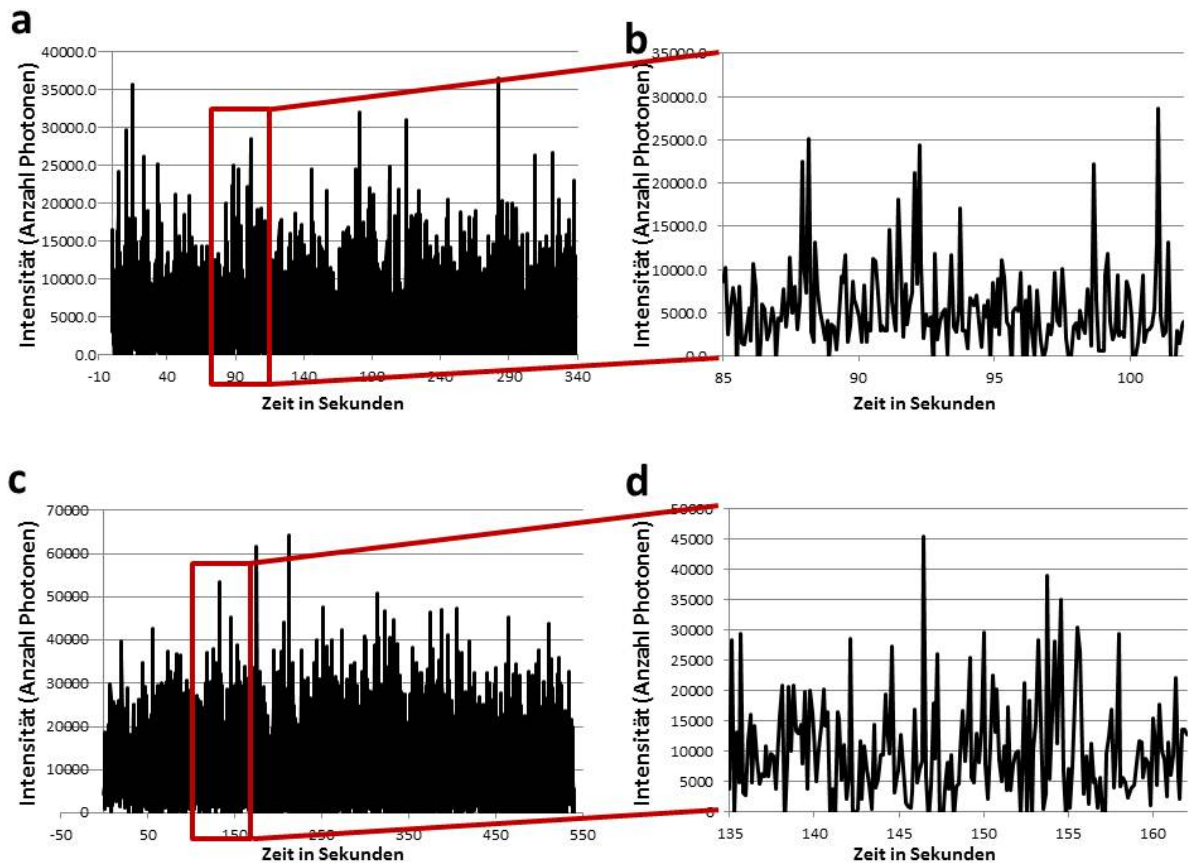 a
Intensität (Anzahl Photonen)
40000.0
35000.0
30000.0
25000.0
20000.0
15000.0
10000.0
5000.0
0.0
-10 40 90 140 190 240 290 340
Zeit in Sekunden
b
Intensität (Anzahl Photonen)
35000.0
30000.0
25000.0
20000.0
15000.0
10000.0
5000.0
0.0
85 90 95 100
Zeit in Sekunden
c
Intensität (Anzahl Photonen)
70000
60000
50000
40000
30000
20000
10000
0
-50 50 150 250 350 450 550
Zeit in Sekunden
d
Intensität (Anzahl Photonen)
50000
45000
40000
35000
30000
25000
20000
15000
10000
5000
0
135 140 145 150 155 160
Zeit in Sekunden